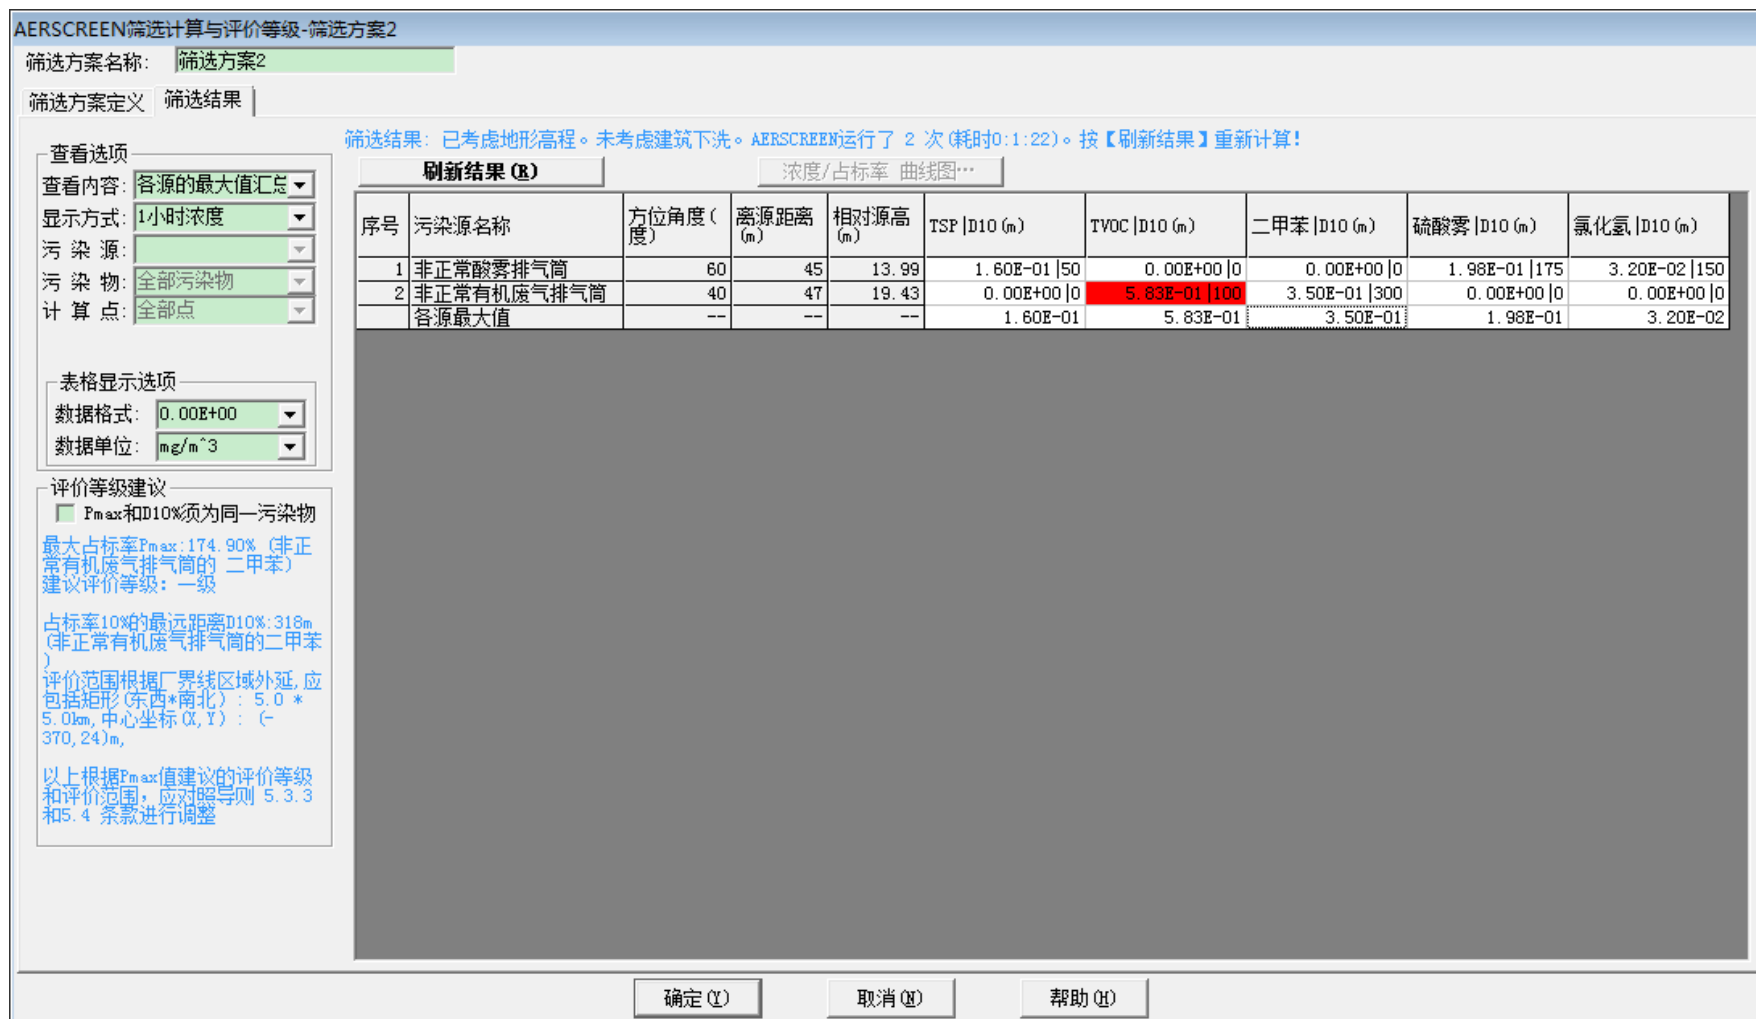 AERSCREEN筛选计算与评价等级-筛选方案2
筛选方案名称: 筛选方案2
筛选方案定义 筛选结果
筛选结果: 已考虑地形高程。未考虑建筑下洗。AERSCREEN运行了 2 次(耗时0:1:22)。按【刷新结果】重新计算!
刷新结果(R) 浓度/占标率 曲线图…
查看选项
查看内容: 各源的最大值汇总
显示方式: 1小时浓度
污 染 源:
污 染 物: 全部污染物
计 算 点: 全部点
表格显示选项
数据格式: 0.00E+00
数据单位: mg/m^3
评价等级建议
Pmax和D10%须为同一污染物
最大占标率Pmax:174.90% (非正
常有机废气排气筒的 二甲苯)
建议评价等级: 一级
占标率10%的最远距离D10%:318m
(非正常有机废气排气筒的二甲苯
)
评价范围根据厂界线区域外延,应
包括矩形(东西*南北): 5.0 *
5.0km,中心坐标(X,Y): (-
370,24)m,
以上根据Pmax值建议的评价等级
和评价范围,应对照导则 5.3.3
和5.4 条款进行调整
序号 污染源名称 方位角度(度) 离源距离(m) 相对源高(m) TSP|D10(m) TVOC|D10(m) 二甲苯|D10(m) 硫酸雾|D10(m) 氯化氢|D10(m)
1 非正常酸雾排气筒 60 45 13.99 1.60E-01|50 0.00E+00|0 0.00E+00|0 1.98E-01|175 3.20E-02|150
2 非正常有机废气排气筒 40 47 19.43 0.00E+00|0 5.83E-01|100 3.50E-01|300 0.00E+00|0 0.00E+00|0
各源最大值 -- -- -- 1.60E-01 5.83E-01 3.50E-01 1.98E-01 3.20E-02
确定(Y) 取消(N) 帮助(H)